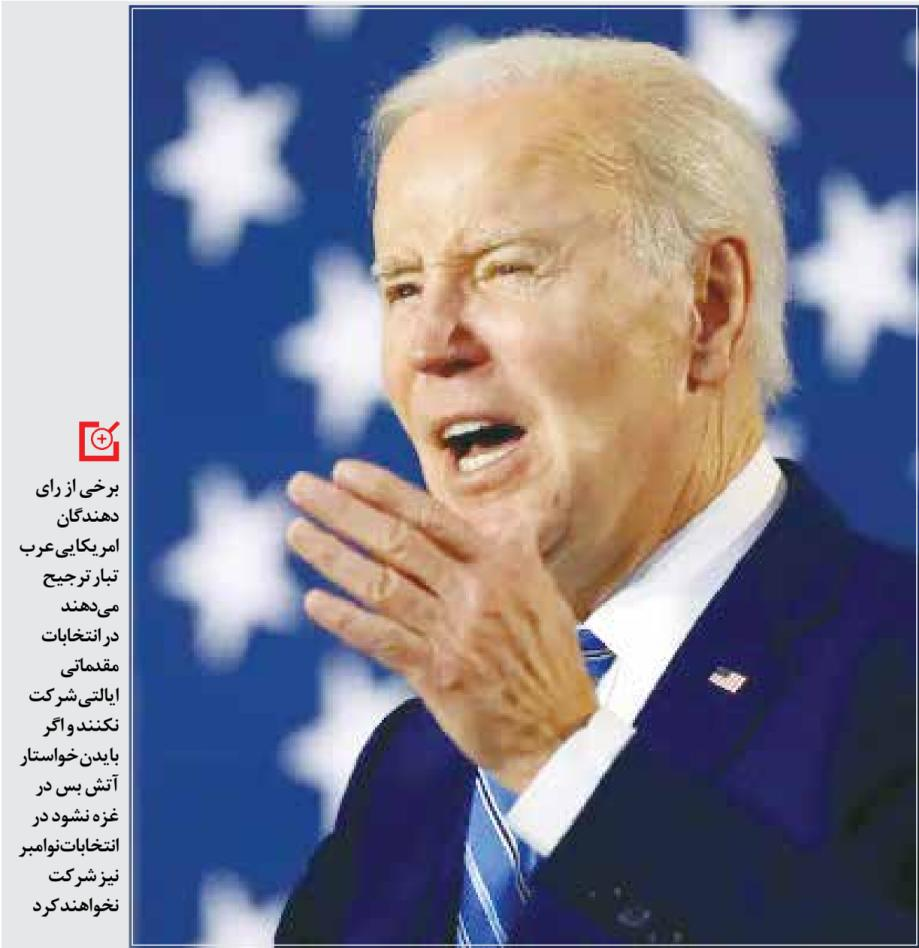 برخی از رای
دهندگان
امریکایی عرب
تبار ترجیح
می‌دهند
در انتخابات
مقدماتی
ایالتی شرکت
نکنند و اگر
بایدن خواستار
آتش بس در
غزه نشود در
انتخابات نوامبر
نیز شرکت
نخواهند کرد